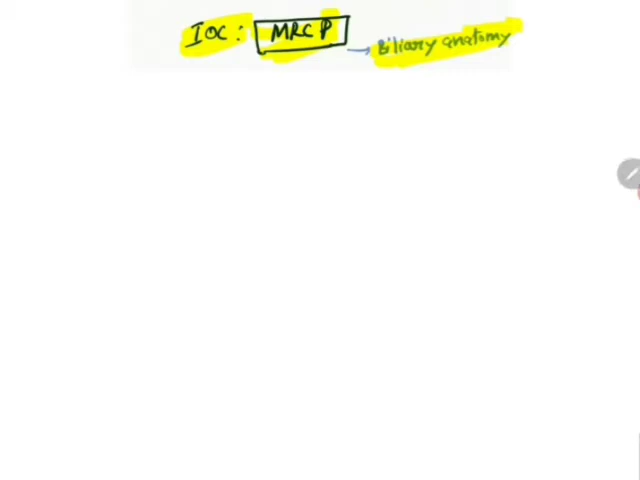 IOC : MRCP
→ Biliary anatomy